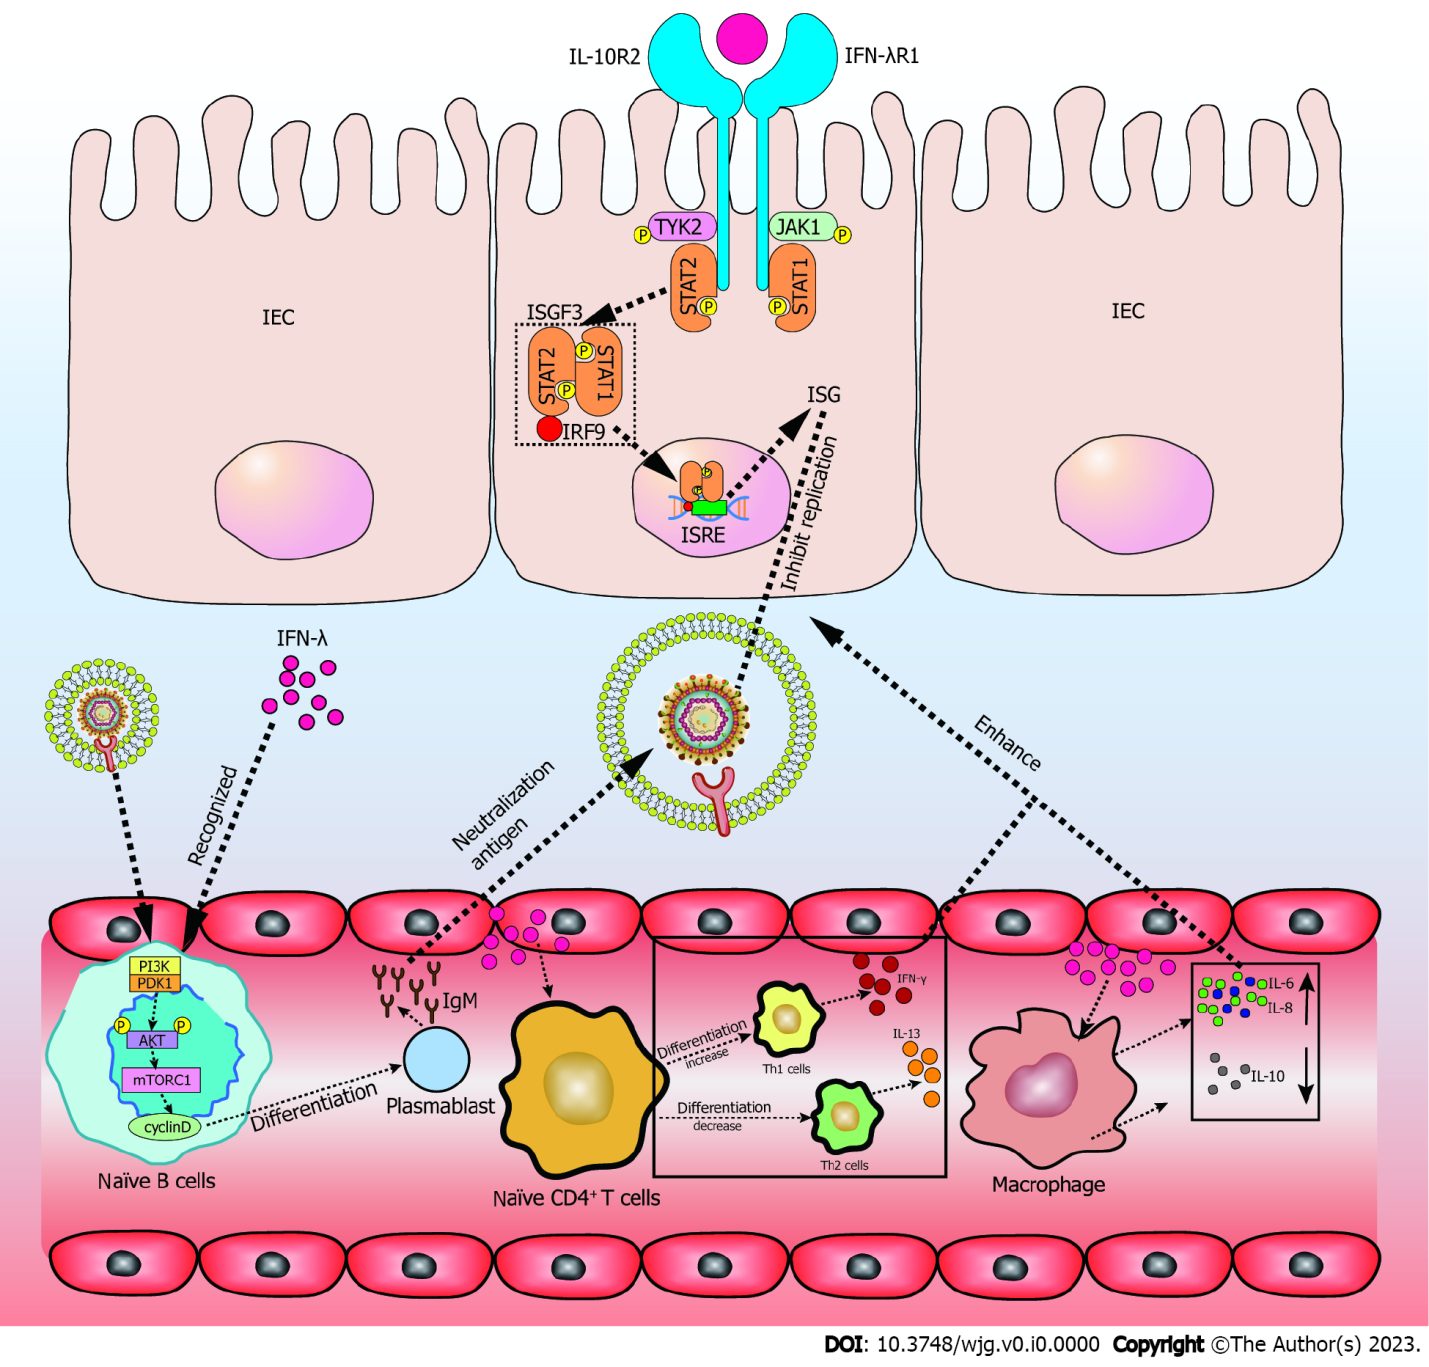 IL-10R2
IFN-λR1
TYK2
P
JAK1
P
STAT2
P
STAT1
P
ISGF3
STAT2
P
STAT1
P
IRF9
IEC
IEC
ISG
P
P
ISRE
Inhibit replication
IFN-λ
Recognized
Neutralization
antigen
Enhance
PI3K
PDK1
P
P
AKT
mTORC1
cyclinD
Naïve B cells
Differentiation
IgM
Plasmablast
Naïve CD4⁺ T cells
Differentiation
increase
Th1 cells
IFN-γ
Differentiation
decrease
Th2 cells
IL-13
Macrophage
IL-6
IL-8
IL-10
DOI: 10.3748/wjg.v0.i0.0000 Copyright ©The Author(s) 2023.